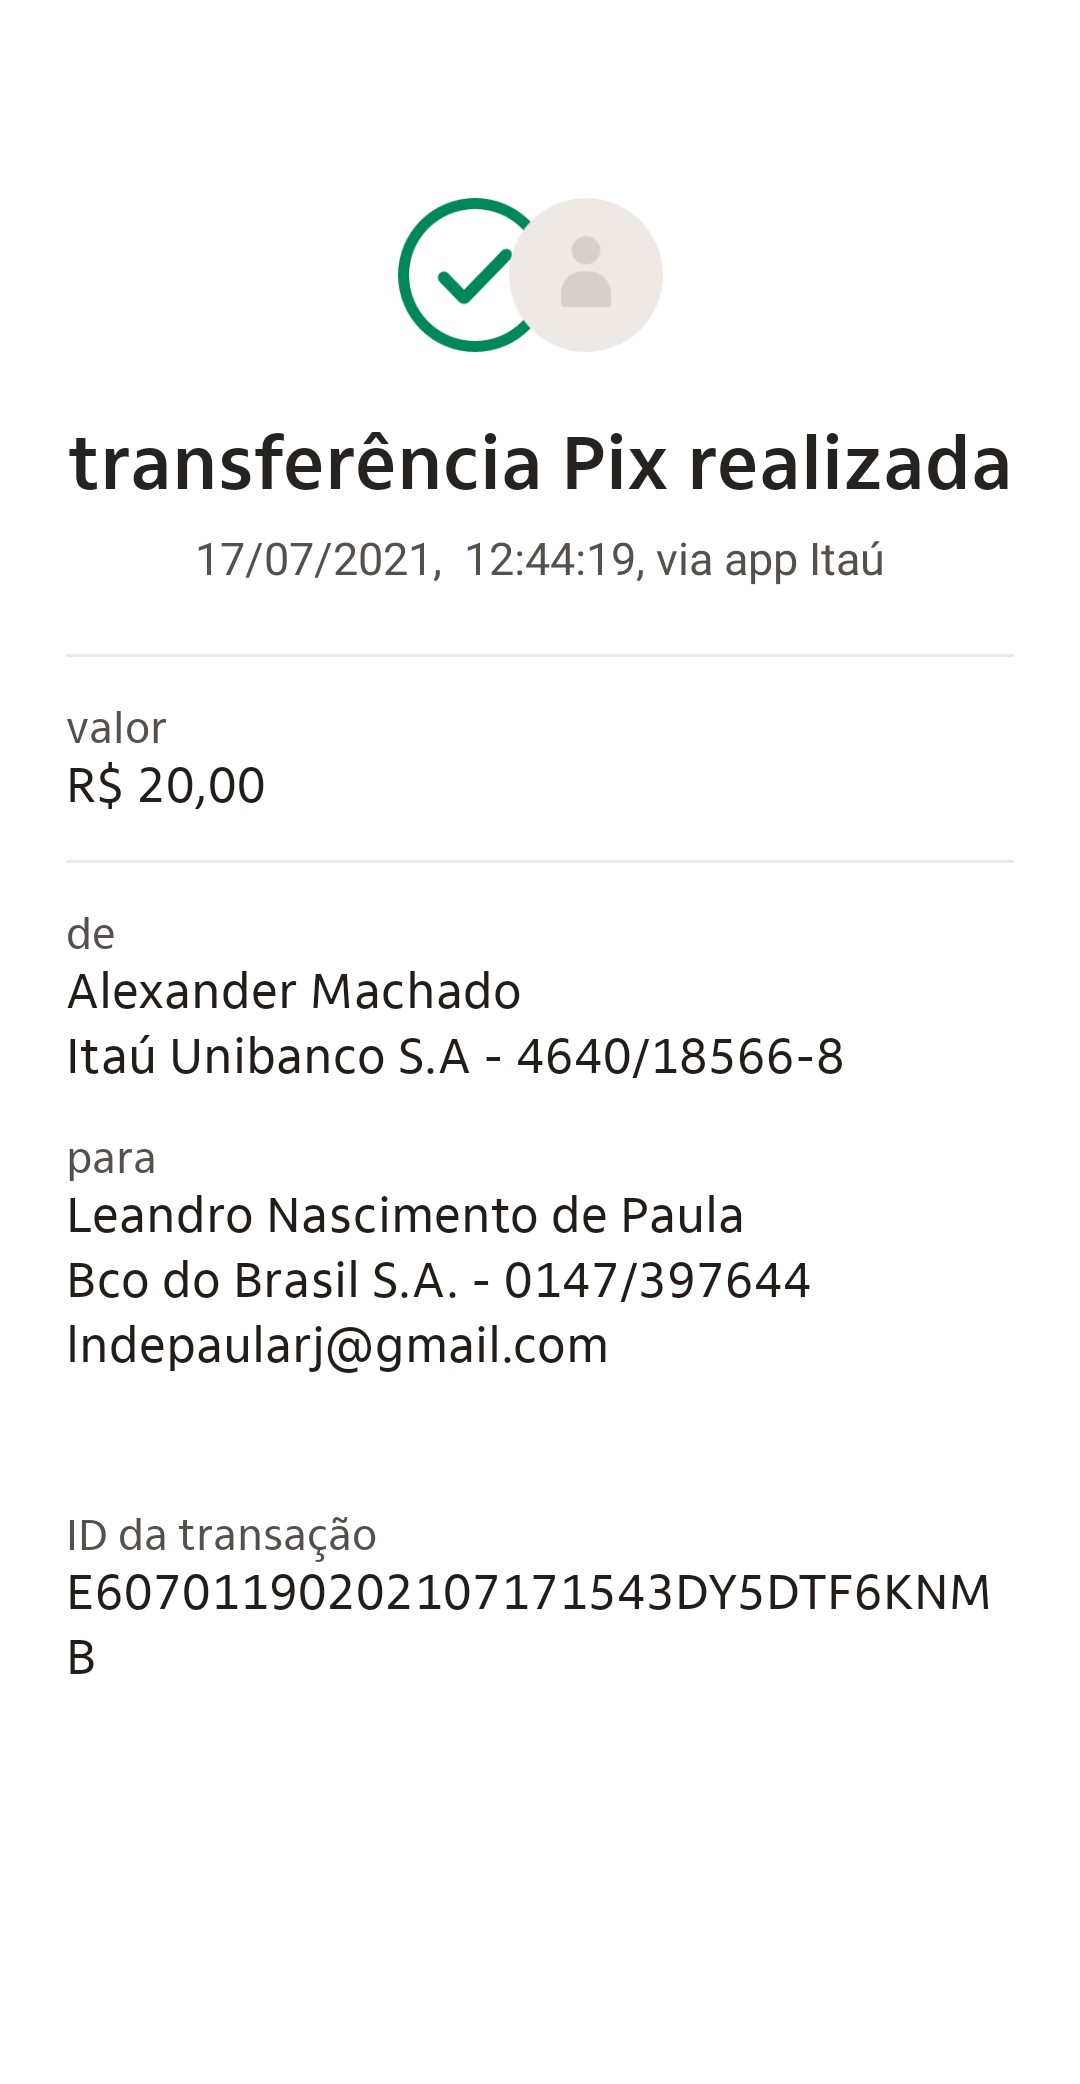 transferência Pix realizada
17/07/2021, 12:44:19, via app Itaú
valor
R$ 20,00
de
Alexander Machado
Itaú Unibanco S.A - 4640/18566-8
para
Leandro Nascimento de Paula
Bco do Brasil S.A. - 0147/397644
lndepaularj@gmail.com
ID da transação
E60701190202107171543DY5DTF6KNM
B